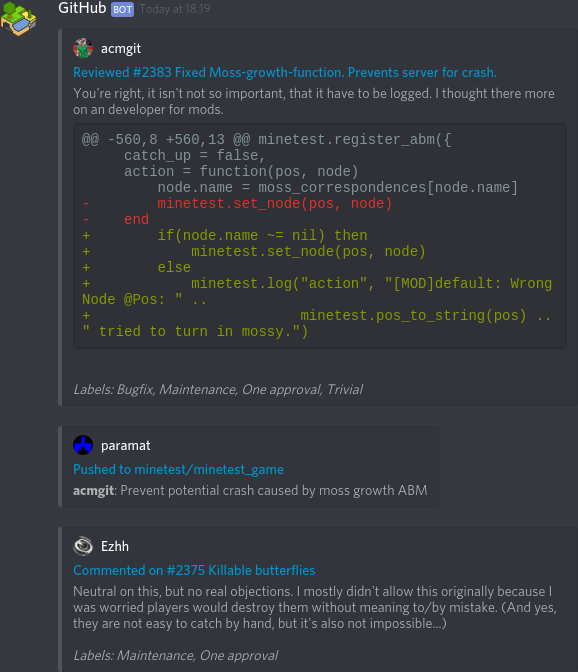 GitHub BOT Today at 18:19
acmgit
Reviewed #2383 Fixed Moss-growth-function. Prevents server for crash.
You're right, it isn't not so important, that it have to be logged. I thought there more
on an developer for mods.
@@ -560,8 +560,13 @@ minetest.register_abm({
     catch_up = false,
     action = function(pos, node)
         node.name = moss_correspondences[node.name]
-        minetest.set_node(pos, node)
-    end
+        if(node.name ~= nil) then
+            minetest.set_node(pos, node)
+        else
+            minetest.log("action", "[MOD]default: Wrong
Node @Pos: " ..
+                         minetest.pos_to_string(pos) ..
" tried to turn in mossy.")
Labels: Bugfix, Maintenance, One approval, Trivial
paramat
Pushed to minetest/minetest_game
acmgit: Prevent potential crash caused by moss growth ABM
Ezhh
Commented on #2375 Killable butterflies
Neutral on this, but no real objections. I mostly didn't allow this originally because I
was worried players would destroy them without meaning to/by mistake. (And yes,
they are not easy to catch by hand, but it's also not impossible...)
Labels: Maintenance, One approval